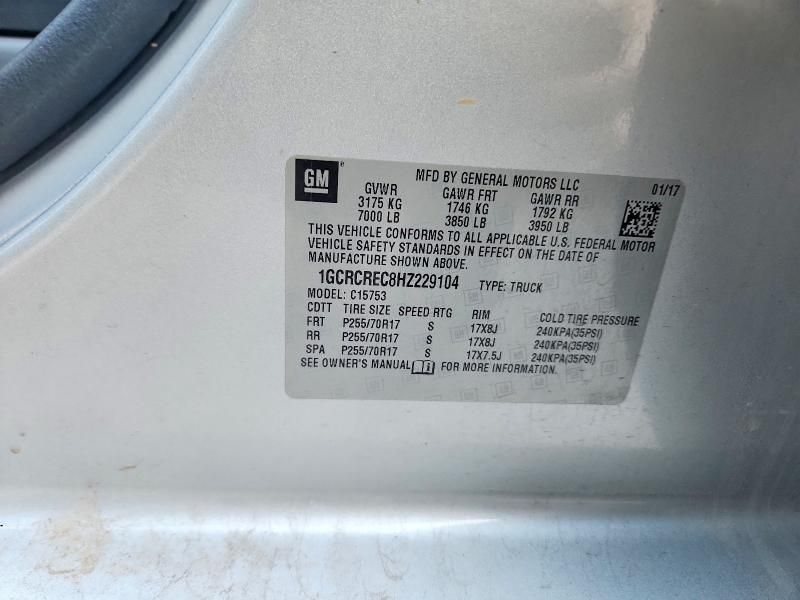 GM
MFD BY GENERAL MOTORS LLC 01/17
GVWR GAWR FRT GAWR RR
3175 KG 1746 KG 1792 KG
7000 LB 3850 LB 3950 LB
THIS VEHICLE CONFORMS TO ALL APPLICABLE U.S. FEDERAL MOTOR
VEHICLE SAFETY STANDARDS IN EFFECT ON THE DATE OF
MANUFACTURE SHOWN ABOVE.
1GCRCREC8HZ229104 TYPE: TRUCK
MODEL: C15753
CDTT TIRE SIZE SPEED RTG RIM COLD TIRE PRESSURE
FRT P255/70R17 S 17X8J 240KPA(35PSI)
RR P255/70R17 S 17X8J 240KPA(35PSI)
SPA P255/70R17 S 17X7.5J 240KPA(35PSI)
SEE OWNER'S MANUAL FOR MORE INFORMATION.